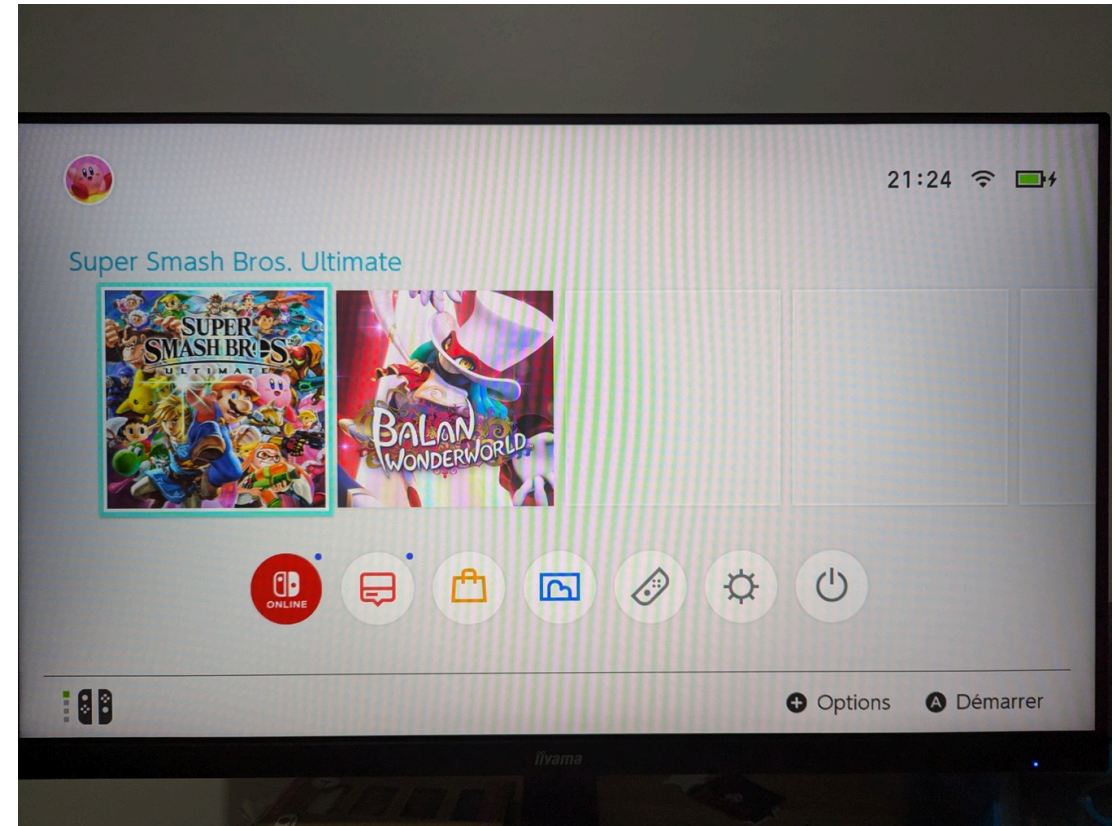 21:24
Super Smash Bros. Ultimate
SUPER
SMASH BROS.
ULTIMATE
BALAN
WONDERWORLD
ONLINE
Options
A Démarrer
iiyama